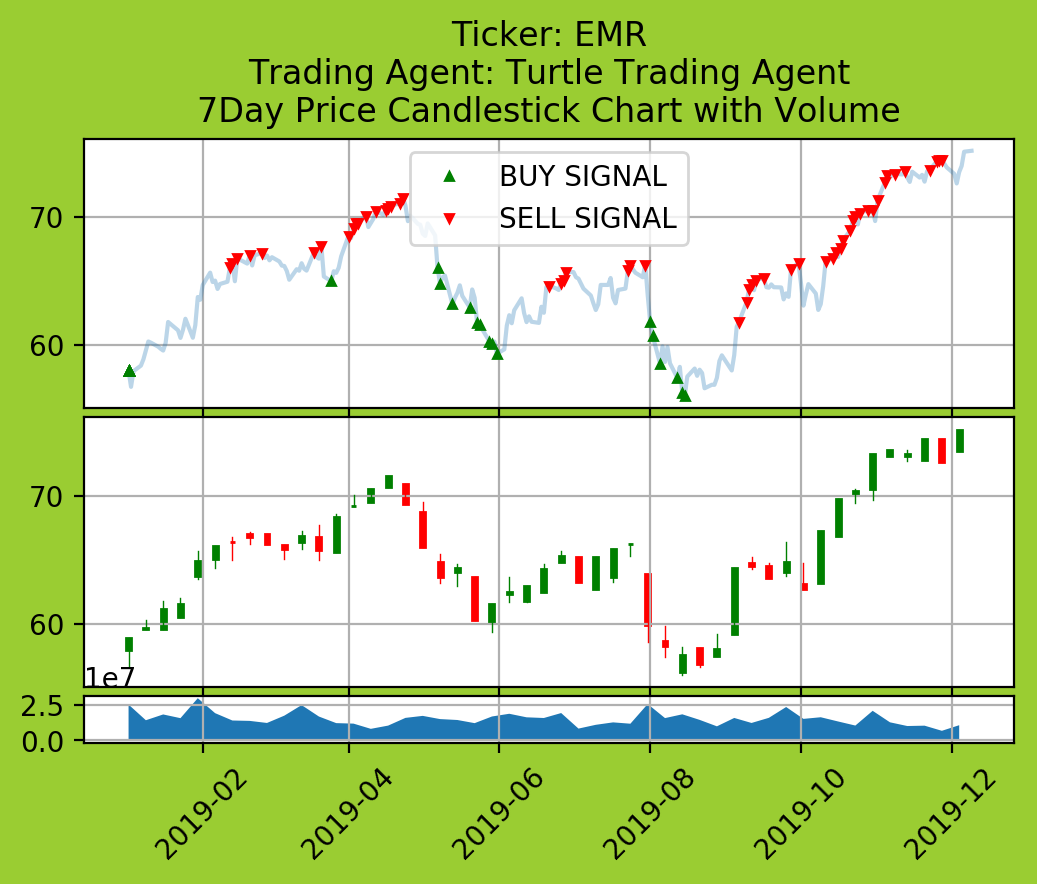 Ticker: EMR
Trading Agent: Turtle Trading Agent
7Day Price Candlestick Chart with Volume
BUY SIGNAL
SELL SIGNAL
70
60
70
60
1e7
2.5
0.0
2019-02
2019-04
2019-06
2019-08
2019-10
2019-12